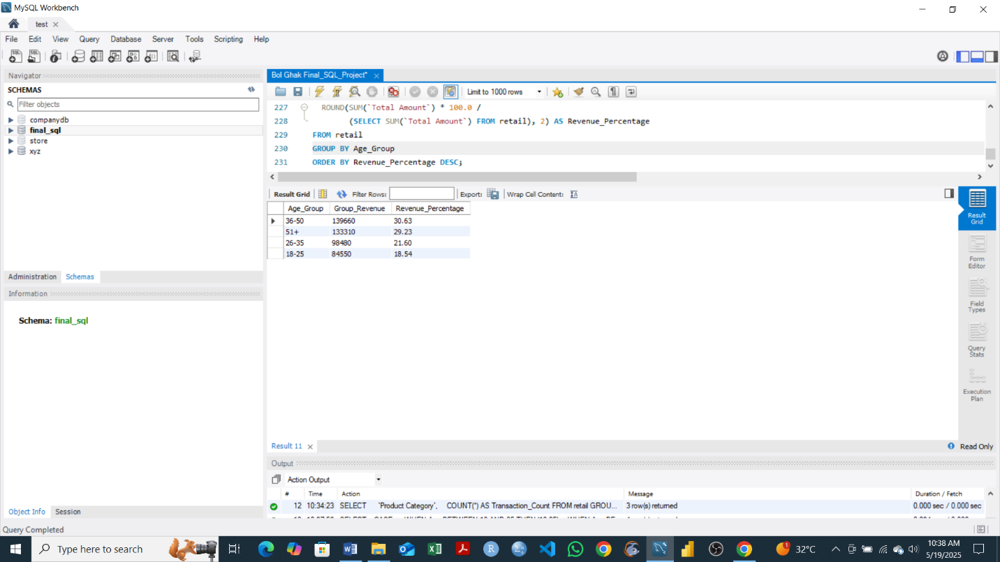 MySQL Workbench
test
File Edit View Query Database Server Tools Scripting Help
Navigator
SCHEMAS
Filter objects
companydb
final_sql
store
xyz
Administration Schemas
Information
Schema: final_sql
Object Info Session
Query Completed
Bol Ghak Final_SQL_Project*
Limit to 1000 rows
227 ROUND(SUM(`Total Amount`) * 100.0 /
228 (SELECT SUM(`Total Amount`) FROM retail), 2) AS Revenue_Percentage
229 FROM retail
230 GROUP BY Age_Group
231 ORDER BY Revenue_Percentage DESC;
Result Grid Filter Rows: Export: Wrap Cell Content:
Age_Group Group_Revenue Revenue_Percentage
36-50 139660 30.63
51+ 133310 29.23
26-35 98480 21.60
18-25 84550 18.54
Result Grid
Form Editor
Field Types
Query Stats
Execution Plan
Result 11
Read Only
Output
Action Output
# Time Action Message Duration / Fetch
12 10:34:23 SELECT `Product Category`, COUNT(*) AS Transaction_Count FROM retail GROU... 3 row(s) returned 0.000 sec / 0.000 sec
Type here to search
32°C
10:38 AM
5/19/2025